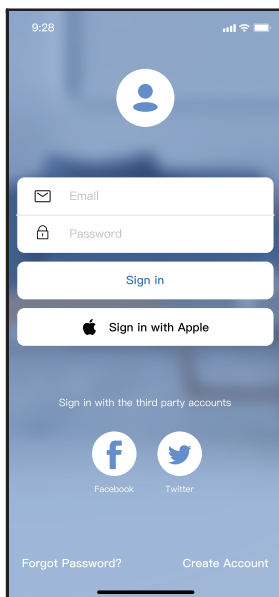 9:28
Email
Password
Sign in
Sign in with Apple
Sign in with the third party accounts
Facebook
Twitter
Forgot Password?
Create Account